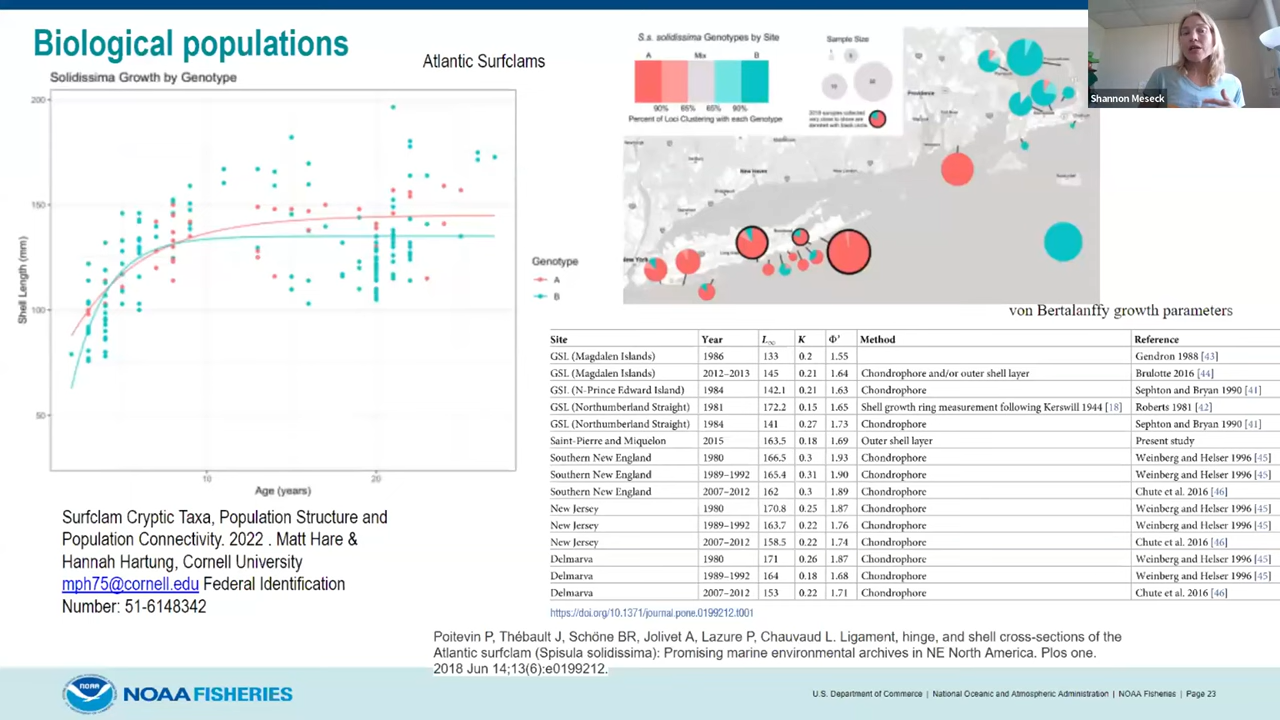 Biological populations
Atlantic Surfclams
Solidissima Growth by Genotype
200
150
100
50
10
20
Shell Length (mm)
Age (years)
Genotype
A
B
S.s. solidissima Genotypes by Site
A Mix B
90% 65% 65% 90%
Percent of Loci Clustering with each Genotype
Sample Size
Providence
New Haven
New York
Shannon Meseck
von Bertalanffy growth parameters
Site Year L∞ K Φ' Method Reference
GSL (Magdalen Islands) 1986 133 0.2 1.55 Gendron 1988 [43]
GSL (Magdalen Islands) 2012–2013 145 0.21 1.64 Chondrophore and/or outer shell layer Brulotte 2016 [44]
GSL (N-Prince Edward Island) 1984 142.1 0.21 1.63 Chondrophore Sephton and Bryan 1990 [41]
GSL (Northumberland Straight) 1981 172.2 0.15 1.65 Shell growth ring measurement following Kerswill 1944 [18] Roberts 1981 [42]
GSL (Northumberland Straight) 1984 141 0.27 1.73 Chondrophore Sephton and Bryan 1990 [41]
Saint-Pierre and Miquelon 2015 163.5 0.18 1.69 Outer shell layer Present study
Southern New England 1980 166.5 0.3 1.93 Chondrophore Weinberg and Helser 1996 [45]
Southern New England 1989–1992 165.4 0.31 1.90 Chondrophore Weinberg and Helser 1996 [45]
Southern New England 2007–2012 162 0.3 1.89 Chondrophore Chute et al. 2016 [46]
New Jersey 1980 170.8 0.25 1.87 Chondrophore Weinberg and Helser 1996 [45]
New Jersey 1989–1992 163.7 0.22 1.76 Chondrophore Weinberg and Helser 1996 [45]
New Jersey 2007–2012 158.5 0.22 1.74 Chondrophore Chute et al. 2016 [46]
Delmarva 1980 171 0.26 1.87 Chondrophore Weinberg and Helser 1996 [45]
Delmarva 1989–1992 164 0.18 1.68 Chondrophore Weinberg and Helser 1996 [45]
Delmarva 2007–2012 153 0.22 1.71 Chondrophore Chute et al. 2016 [46]
https://doi.org/10.1371/journal.pone.0199212.t001
Surfclam Cryptic Taxa, Population Structure and
Population Connectivity. 2022 . Matt Hare &
Hannah Hartung, Cornell University
mph75@cornell.edu Federal Identification
Number: 51-6148342
Poitevin P, Thébault J, Schöne BR, Jolivet A, Lazure P, Chauvaud L. Ligament, hinge, and shell cross-sections of the
Atlantic surfclam (Spisula solidissima): Promising marine environmental archives in NE North America. Plos one.
2018 Jun 14;13(6):e0199212.
NOAA
NOAA FISHERIES
U.S. Department of Commerce | National Oceanic and Atmospheric Administration | NOAA Fisheries | Page 23